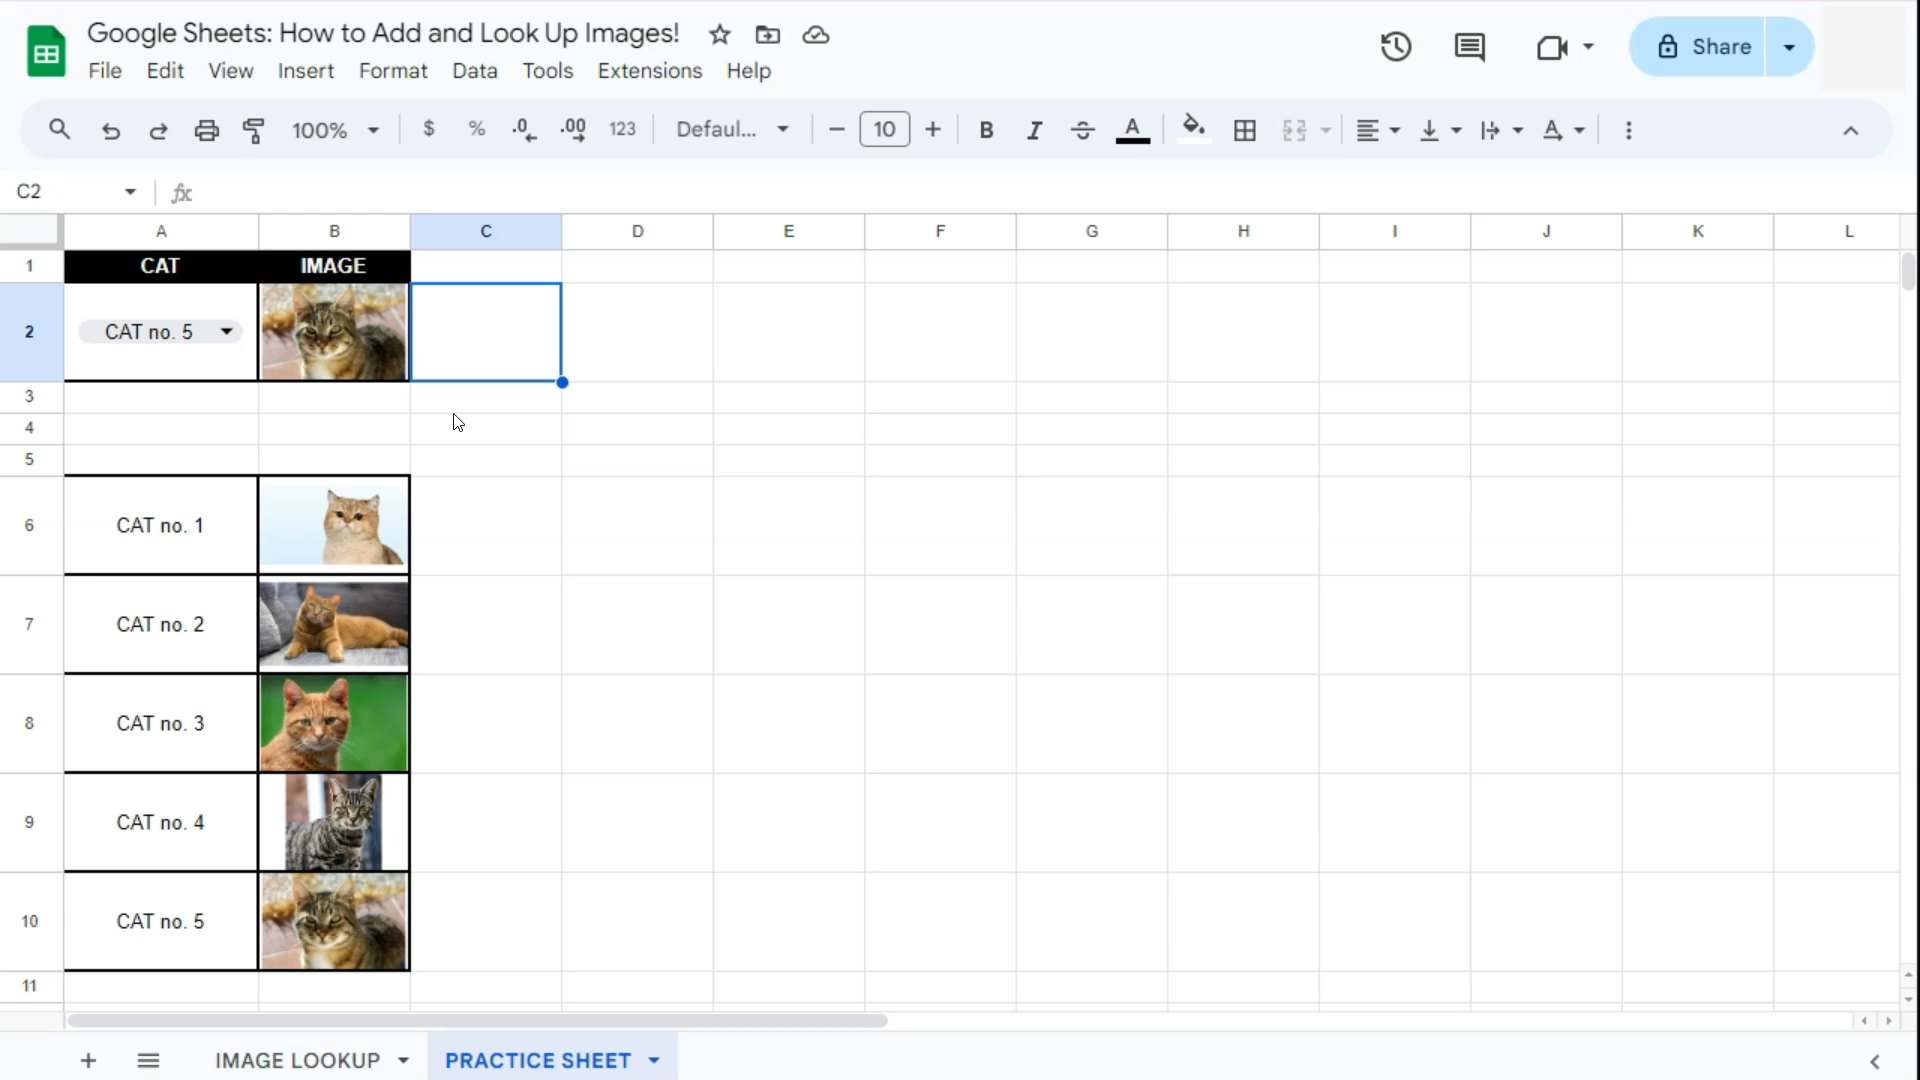 Google Sheets: How to Add and Look Up Images!
File Edit View Insert Format Data Tools Extensions Help
Share
100% $ % .0 .00 123 Defaul... 10 B I S A A
C2 fx
A B C D E F G H I J K L
1 CAT IMAGE
2 CAT no. 5
3
4
5
6 CAT no. 1
7 CAT no. 2
8 CAT no. 3
9 CAT no. 4
10 CAT no. 5
11
IMAGE LOOKUP PRACTICE SHEET